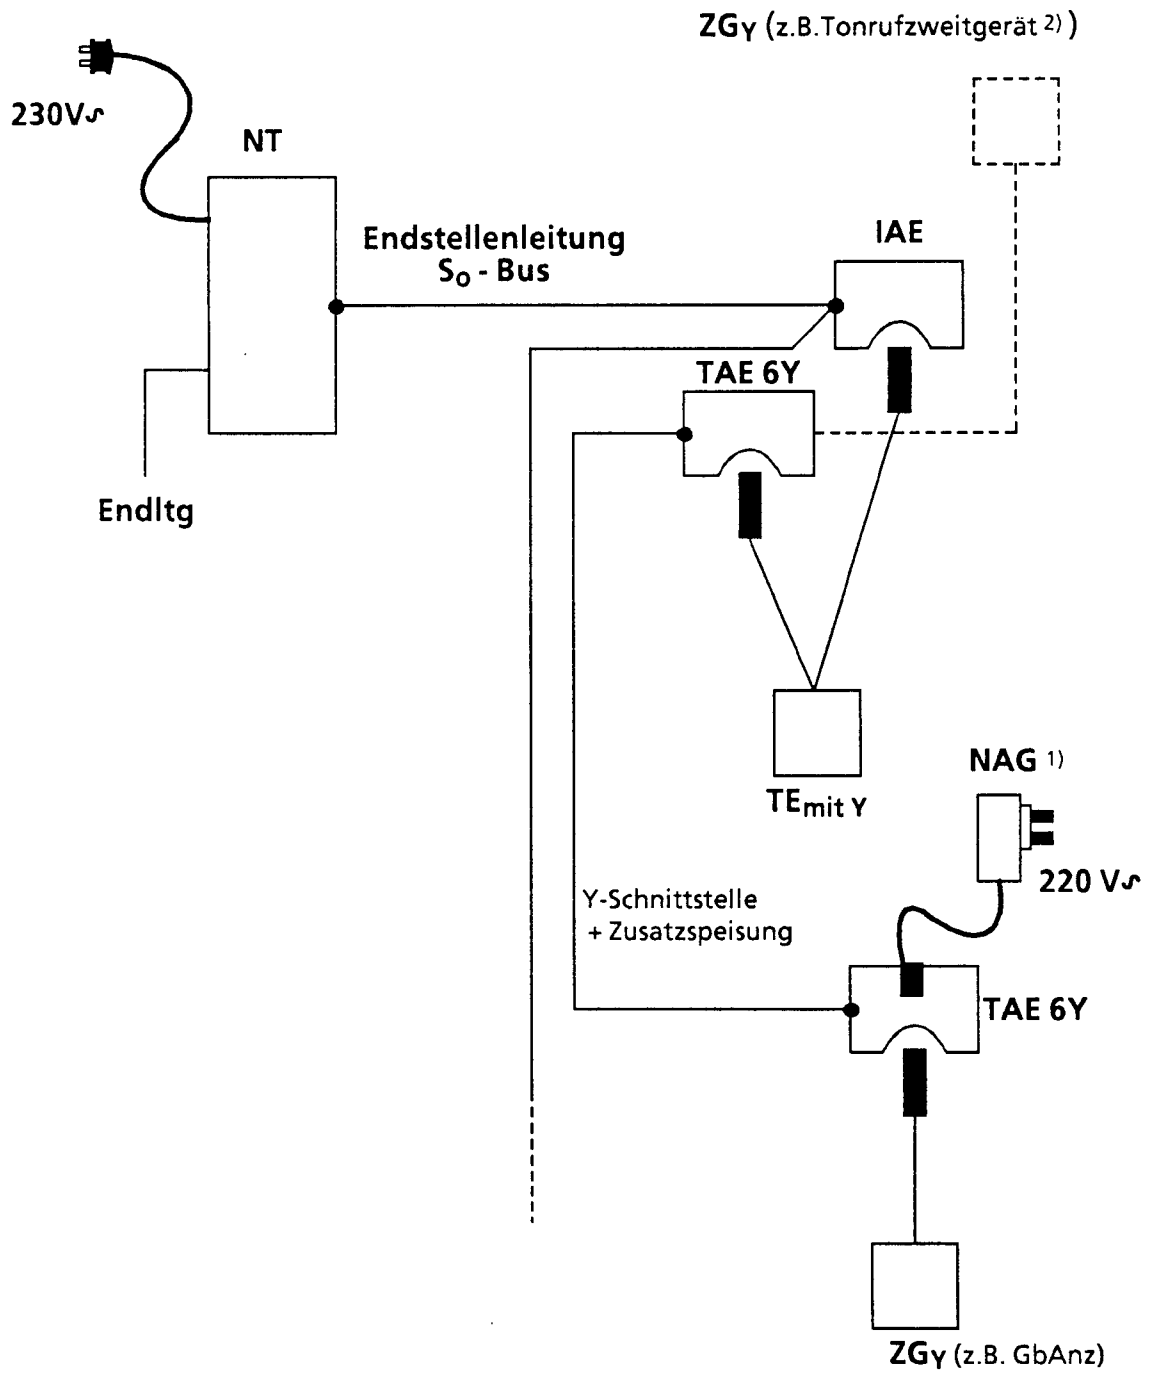 ZGY (z.B. Tonrufzweitgerät 2) )
230V~
NT
Endstellenleitung
S0 - Bus
IAE
TAE 6Y
Endltg
NAG 1)
TEmit Y
220 V~
Y-Schnittstelle
+ Zusatzspeisung
TAE 6Y
ZGY (z.B. GbAnz)